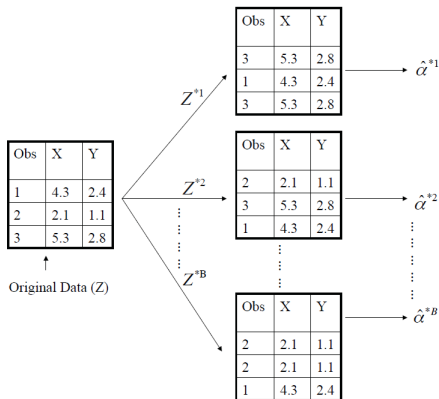 Obs X Y
3 5.3 2.8
1 4.3 2.4
3 5.3 2.8
Z*1
α̂*1
Obs X Y
1 4.3 2.4
2 2.1 1.1
3 5.3 2.8
Original Data (Z)
Z*2
Obs X Y
2 2.1 1.1
3 5.3 2.8
1 4.3 2.4
α̂*2
Z*B
Obs X Y
2 2.1 1.1
2 2.1 1.1
1 4.3 2.4
α̂*B